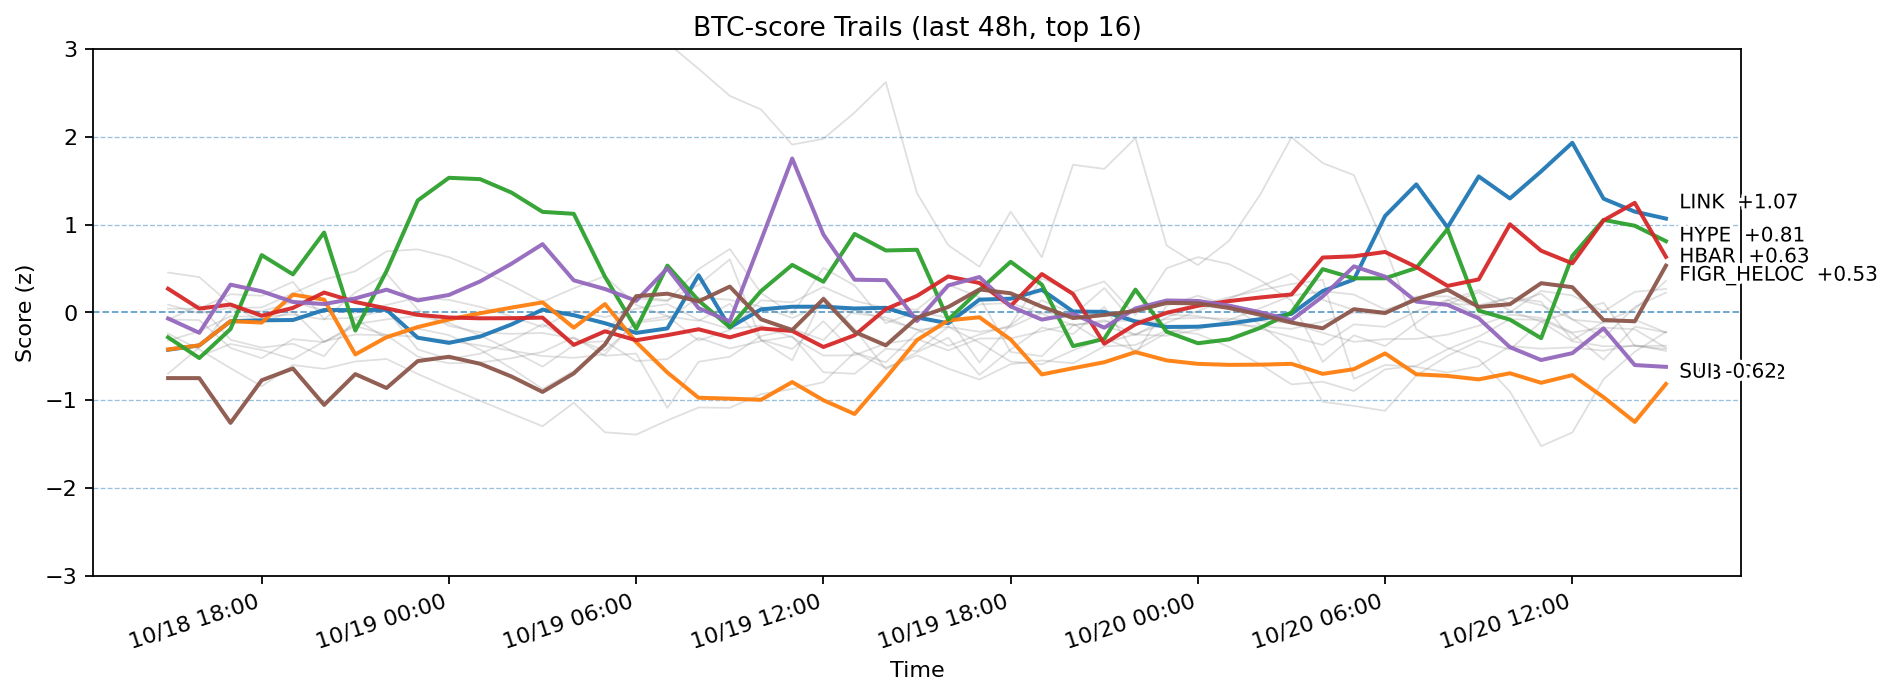 BTC-score Trails (last 48h, top 16)
Score (z)
3
2
1
0
−1
−2
−3
LINK +1.07
HYPE +0.81
HBAR +0.63
FIGR_HELOC +0.53
10/18 18:00
10/19 00:00
10/19 06:00
10/19 12:00
10/19 18:00
10/20 00:00
10/20 06:00
10/20 12:00
Time